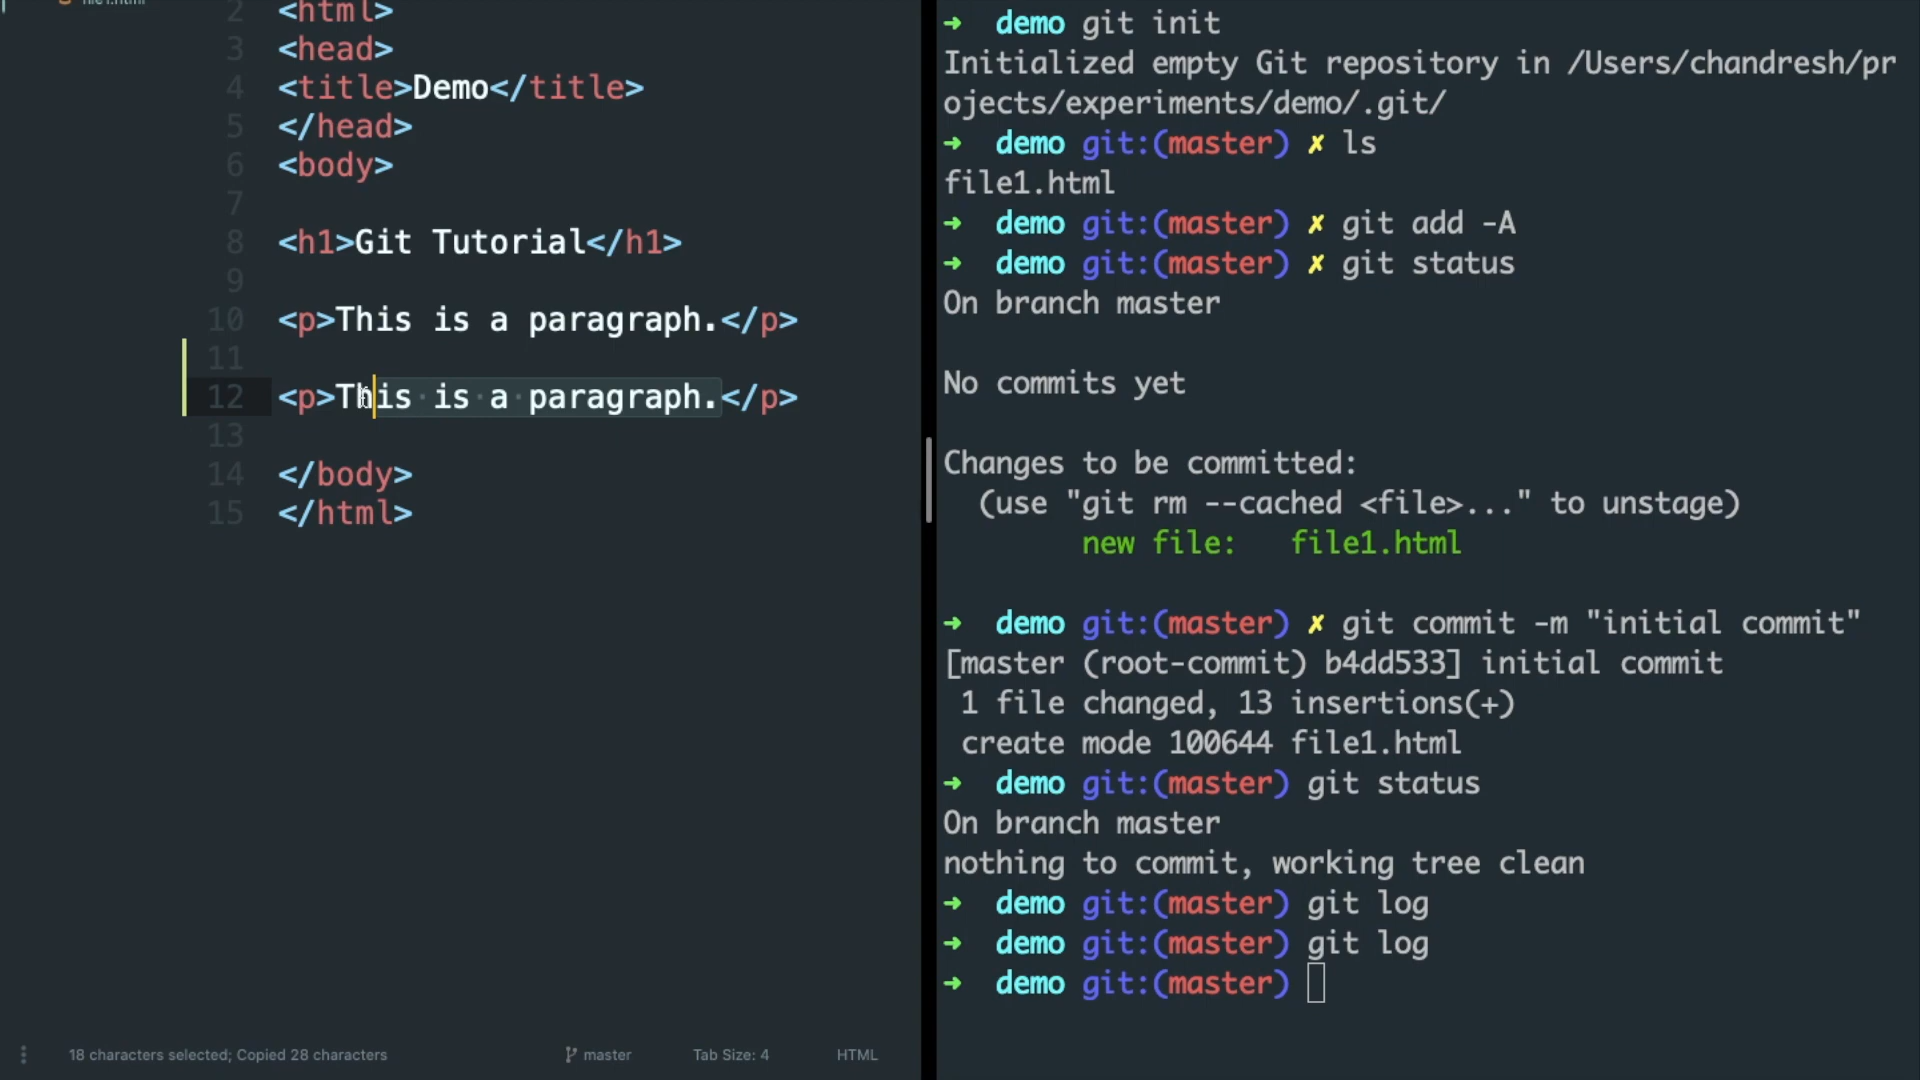 2 <html>
3 <head>
4 <title>Demo</title>
5 </head>
6 <body>
7
8 <h1>Git Tutorial</h1>
9
10 <p>This is a paragraph.</p>
11
12 <p>This is a paragraph.</p>
13
14 </body>
15 </html>
18 characters selected; Copied 28 characters
master
Tab Size: 4
HTML
➜ demo git init
Initialized empty Git repository in /Users/chandresh/pr
ojects/experiments/demo/.git/
➜ demo git:(master) ✗ ls
file1.html
➜ demo git:(master) ✗ git add -A
➜ demo git:(master) ✗ git status
On branch master
No commits yet
Changes to be committed:
(use "git rm --cached <file>..." to unstage)
new file: file1.html
➜ demo git:(master) ✗ git commit -m "initial commit"
[master (root-commit) b4dd533] initial commit
1 file changed, 13 insertions(+)
create mode 100644 file1.html
➜ demo git:(master) git status
On branch master
nothing to commit, working tree clean
➜ demo git:(master) git log
➜ demo git:(master) git log
➜ demo git:(master)